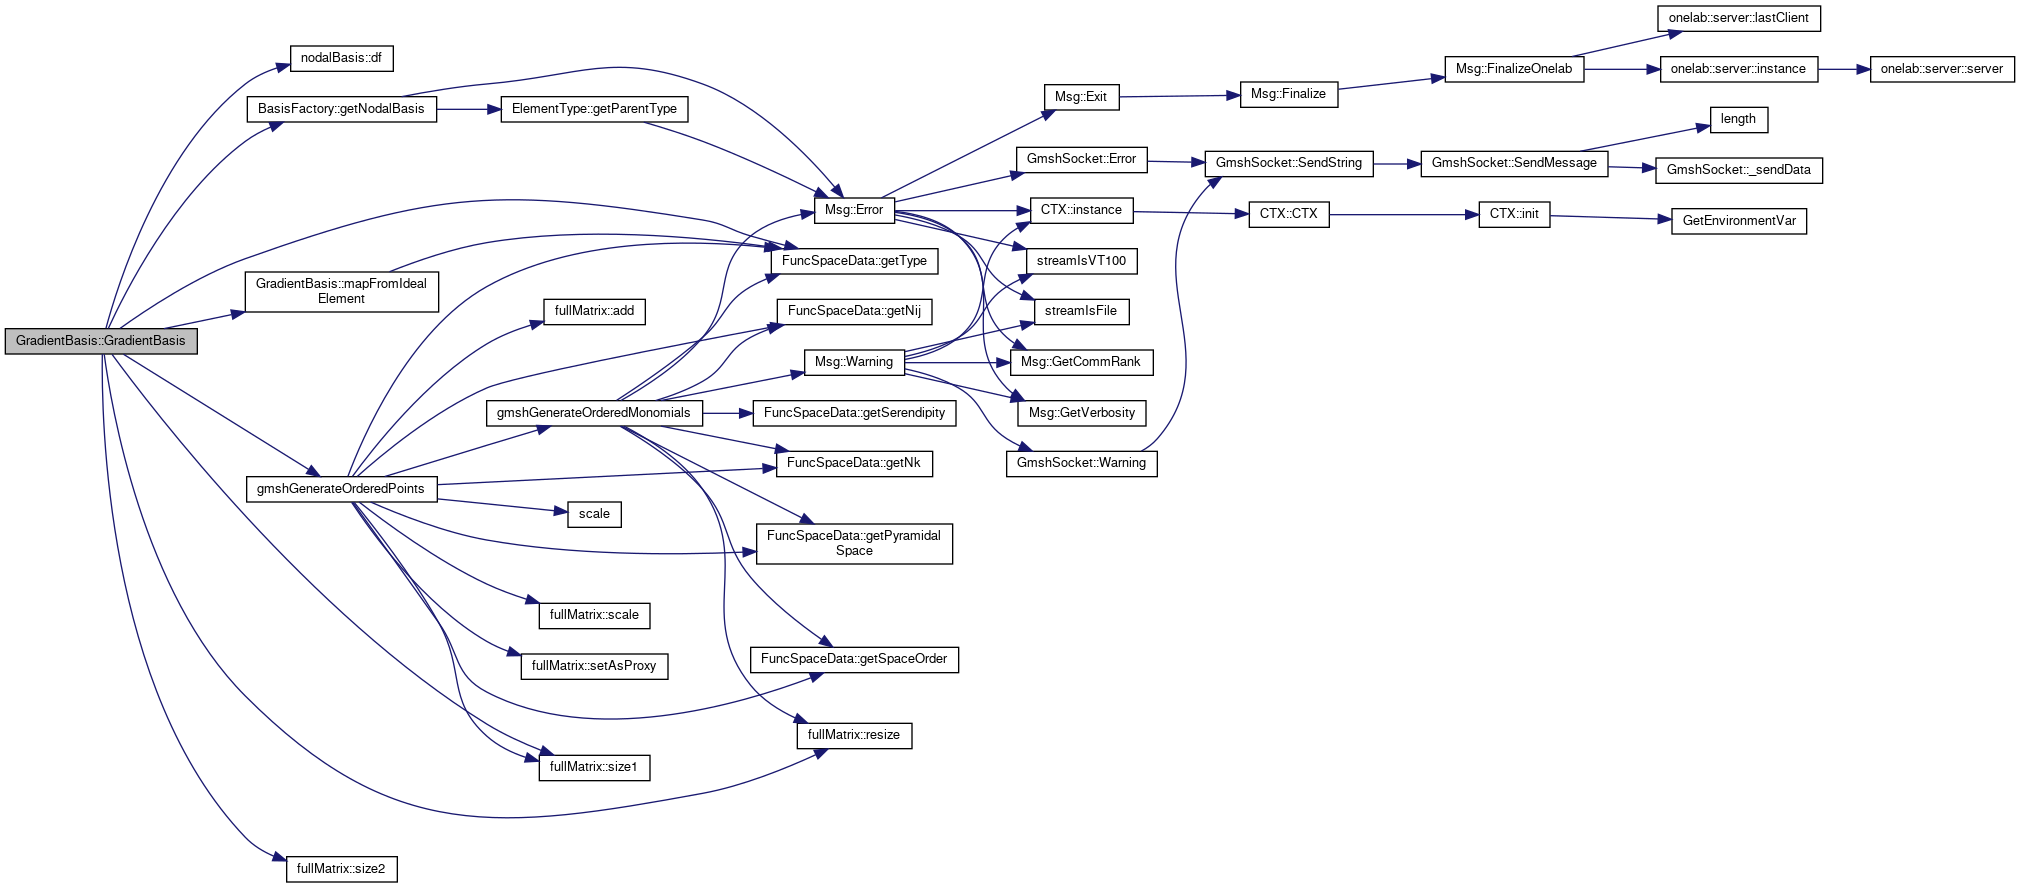 GradientBasis::GradientBasis
nodalBasis::df
BasisFactory::getNodalBasis
GradientBasis::mapFromIdeal
Element
gmshGenerateOrderedPoints
fullMatrix::size2
ElementType::getParentType
fullMatrix::add
gmshGenerateOrderedMonomials
scale
fullMatrix::scale
fullMatrix::setAsProxy
fullMatrix::size1
Msg::Error
FuncSpaceData::getType
FuncSpaceData::getNij
Msg::Warning
FuncSpaceData::getSerendipity
FuncSpaceData::getNk
FuncSpaceData::getPyramidal
Space
FuncSpaceData::getSpaceOrder
fullMatrix::resize
Msg::Exit
GmshSocket::Error
CTX::instance
streamIsVT100
streamIsFile
Msg::GetCommRank
Msg::GetVerbosity
GmshSocket::Warning
Msg::Finalize
GmshSocket::SendString
CTX::CTX
Msg::FinalizeOnelab
GmshSocket::SendMessage
CTX::init
onelab::server::lastClient
onelab::server::instance
length
GmshSocket::_sendData
GetEnvironmentVar
onelab::server::server